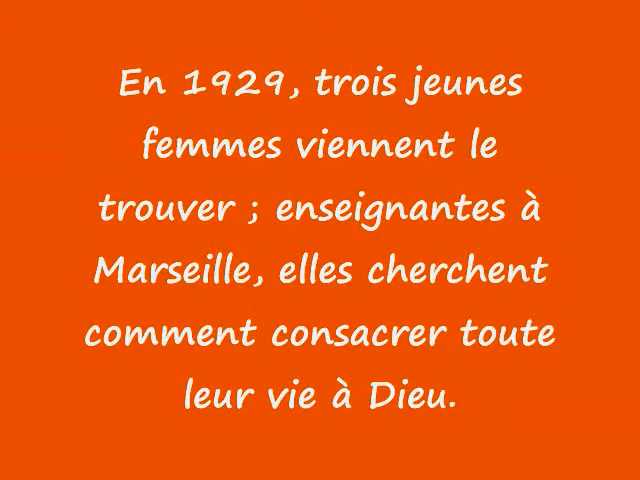 En 1929, trois jeunes
femmes viennent le
trouver ; enseignantes à
Marseille, elles cherchent
comment consacrer toute
leur vie à Dieu.